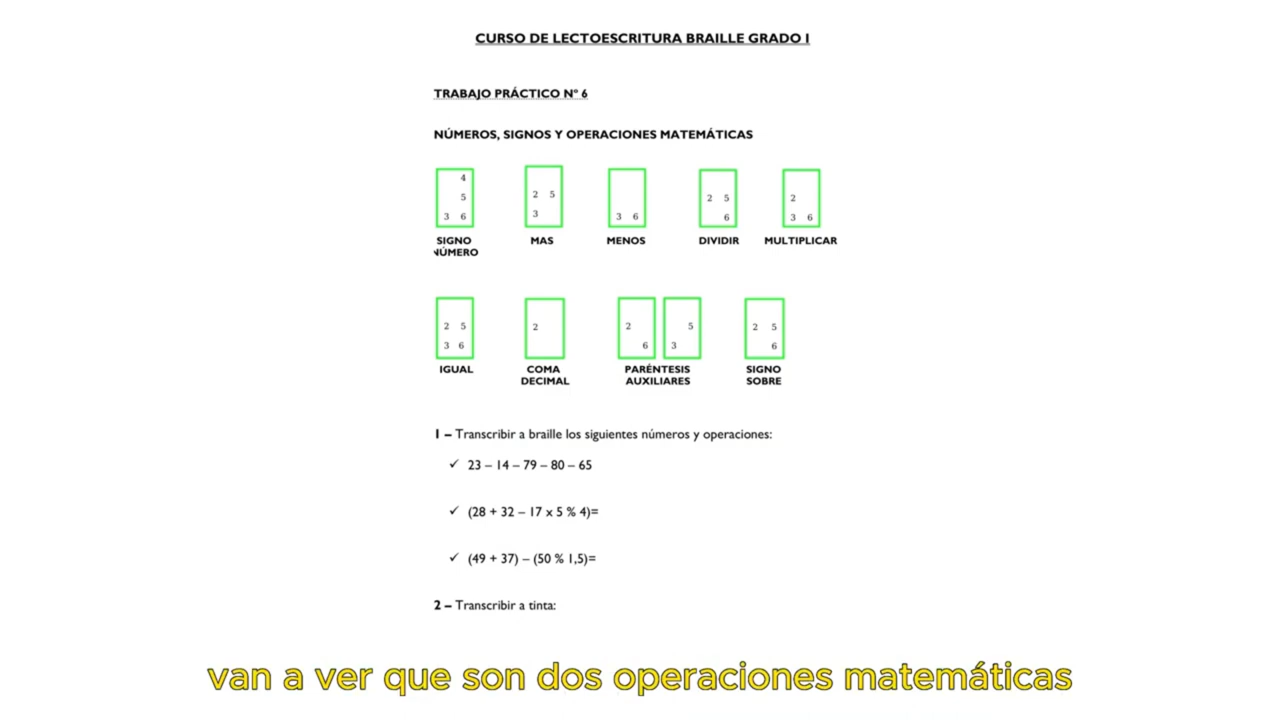 CURSO DE LECTOESCRITURA BRAILLE GRADO I
TRABAJO PRÁCTICO Nº 6
NÚMEROS, SIGNOS Y OPERACIONES MATEMÁTICAS
4
5
3 6
2 5
3
3 6
2 5
6
2
3 6
SIGNO NÚMERO
MAS
MENOS
DIVIDIR
MULTIPLICAR
2 5
3 6
2
2
6
5
3
2 5
6
IGUAL
COMA DECIMAL
PARÉNTESIS AUXILIARES
SIGNO SOBRE
1 – Transcribir a braille los siguientes números y operaciones:
✓ 23 – 14 – 79 – 80 – 65
✓ (28 + 32 – 17 x 5 % 4)=
✓ (49 + 37) – (50 % 1,5)=
2 – Transcribir a tinta:
van a ver que son dos operaciones matemáticas